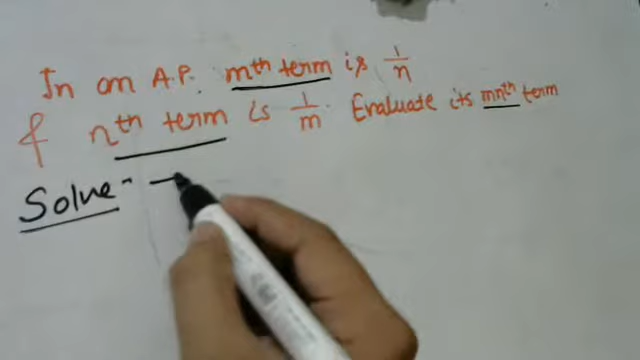 In an A.P. mth term is 1/n
& nth term is 1/m. Evaluate its mnth term
Solve-